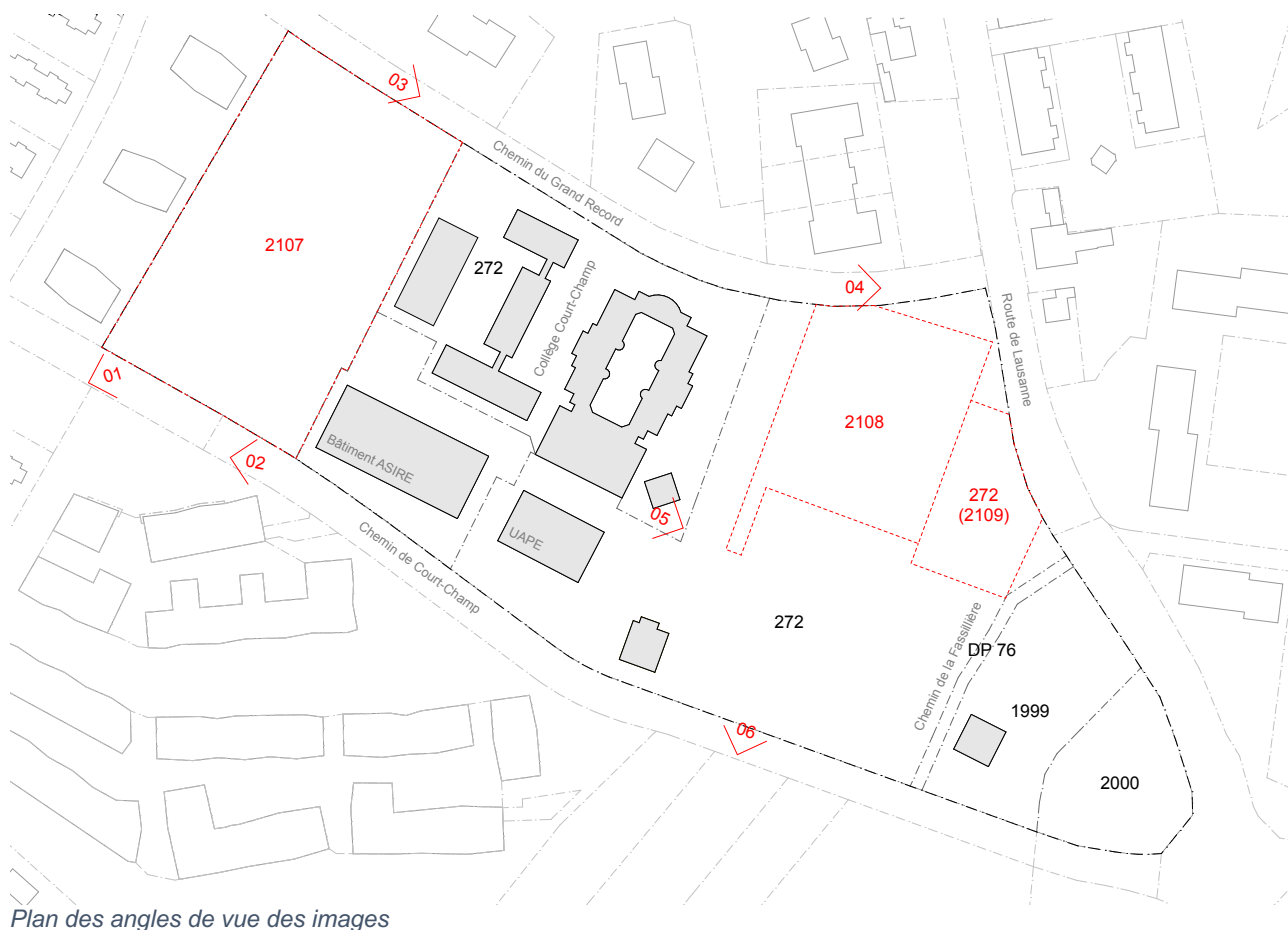 03
Chemin du Grand Record
2107
272
Collège Court-Champ
04
Route de Lausanne
01
2108
Bâtiment ASIRE
02
272
(2109)
05
UAPE
Chemin de Court-Champ
272
Chemin de la Fassillière
DP 76
1999
06
2000
Plan des angles de vue des images